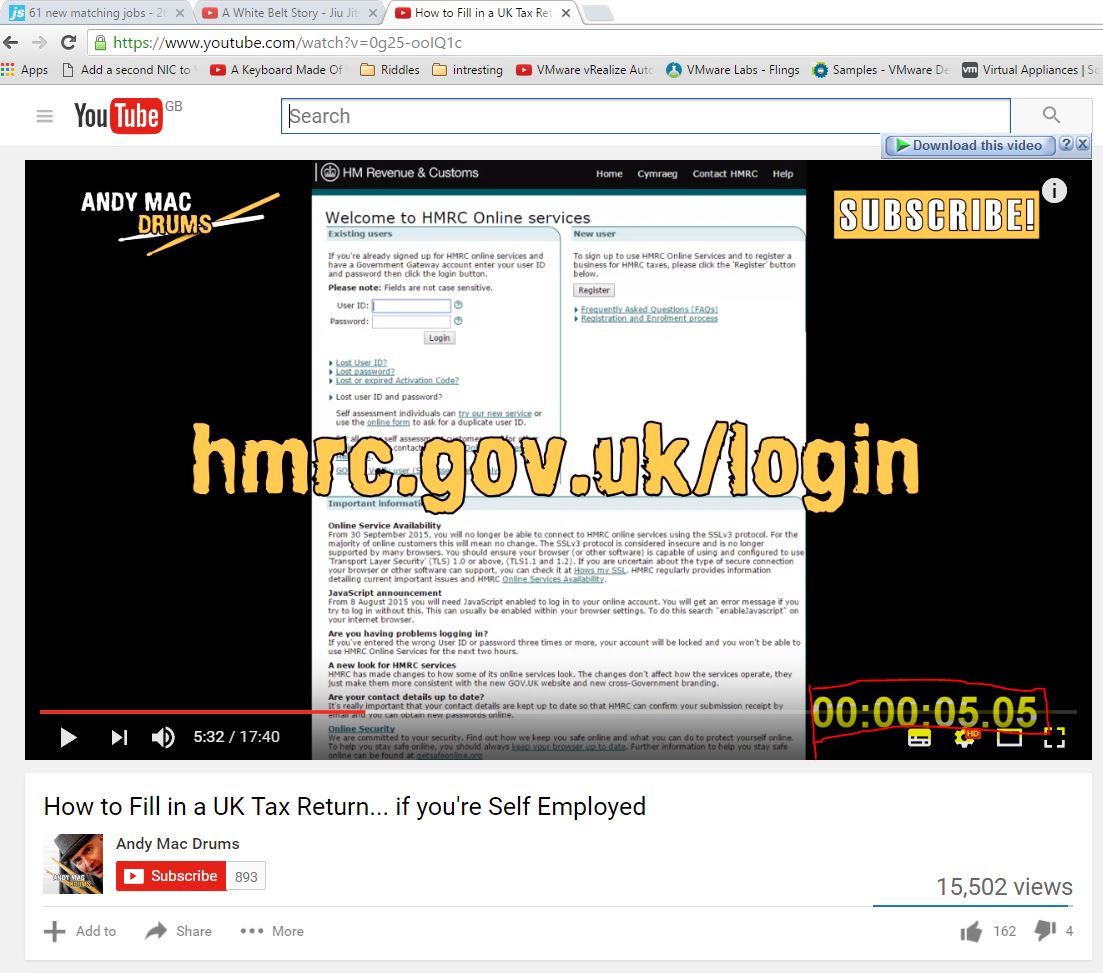 61 new matching jobs - 2
A White Belt Story - Jiu Jit
How to Fill in a UK Tax Ret
https://www.youtube.com/watch?v=0g25-ooIQ1c
Apps
Add a second NIC to
A Keyboard Made Of
Riddles
intresting
VMware vRealize Auto
VMware Labs - Flings
Samples - VMware De
Virtual Appliances | Sc
YouTube GB
Search
Download this video
ANDY MAC
DRUMS
SUBSCRIBE!
HM Revenue & Customs
Home Cymraeg Contact HMRC Help
Welcome to HMRC Online services
Existing users
If you're already signed up for HMRC online services and
have a Government Gateway account enter your user ID
and password then click the login button.
Please note: Fields are not case sensitive.
User ID:
Password:
Login
Lost User ID?
Lost password?
Lost or expired Activation Code?
Lost user ID and password?
Self assessment individuals can try our new service or
use the online form to ask for a duplicate user ID.
New user
To sign up to use HMRC Online Services and to register a
business for HMRC taxes, please click the 'Register' button
below.
Register
Frequently Asked Questions (FAQs)
Registration and Enrolment process
hmrc.gov.uk/login
Important informati
Online Service Availability
From 30 September 2015, you will no longer be able to connect to HMRC online services using the SSLv3 protocol. For the
majority of online customers this will mean no change. The SSLv3 protocol is considered insecure and is no longer
supported by many browsers. You should ensure your browser (or other software) is capable of using and configured to use
'Transport Layer Security' (TLS) 1.0 or above, (TLS1.1 and 1.2). If you are uncertain about the type of secure connection
your browser or other software can support, you can check it at Hows my SSL. HMRC regularly provides information
detailing current important issues and HMRC Online Services Availability.
JavaScript announcement
From 8 August 2015 you will need JavaScript enabled to log in to your online account. You will get an error message if you
try to log in without this. This can usually be enabled within your browser settings. To do this search "enableJavascript" on
your internet browser.
Are you having problems logging in?
If you've entered the wrong User ID or password three times or more, your account will be locked and you won't be able to
use HMRC Online Services for the next two hours.
A new look for HMRC services
HMRC has made changes to how some of its online services look. The changes don't affect how the services operate, they
just make them more consistent with the new GOV.UK website and new cross-Government branding.
Are your contact details up to date?
It's really important that your contact details are kept up to date so that HMRC can confirm your submission receipt by
email and you can obtain new passwords online.
Online Security
We are committed to your security. Find out how we keep you safe online and what you can do to protect yourself online.
To help you stay safe online, you should always keep your browser up to date. Further information to help you stay safe
online can be found at getsafeonline.org
00:00:05.05
5:32 / 17:40
HD
How to Fill in a UK Tax Return... if you're Self Employed
ANDY MAC
DRUMS
Andy Mac Drums
Subscribe 893
15,502 views
Add to Share More
162 4